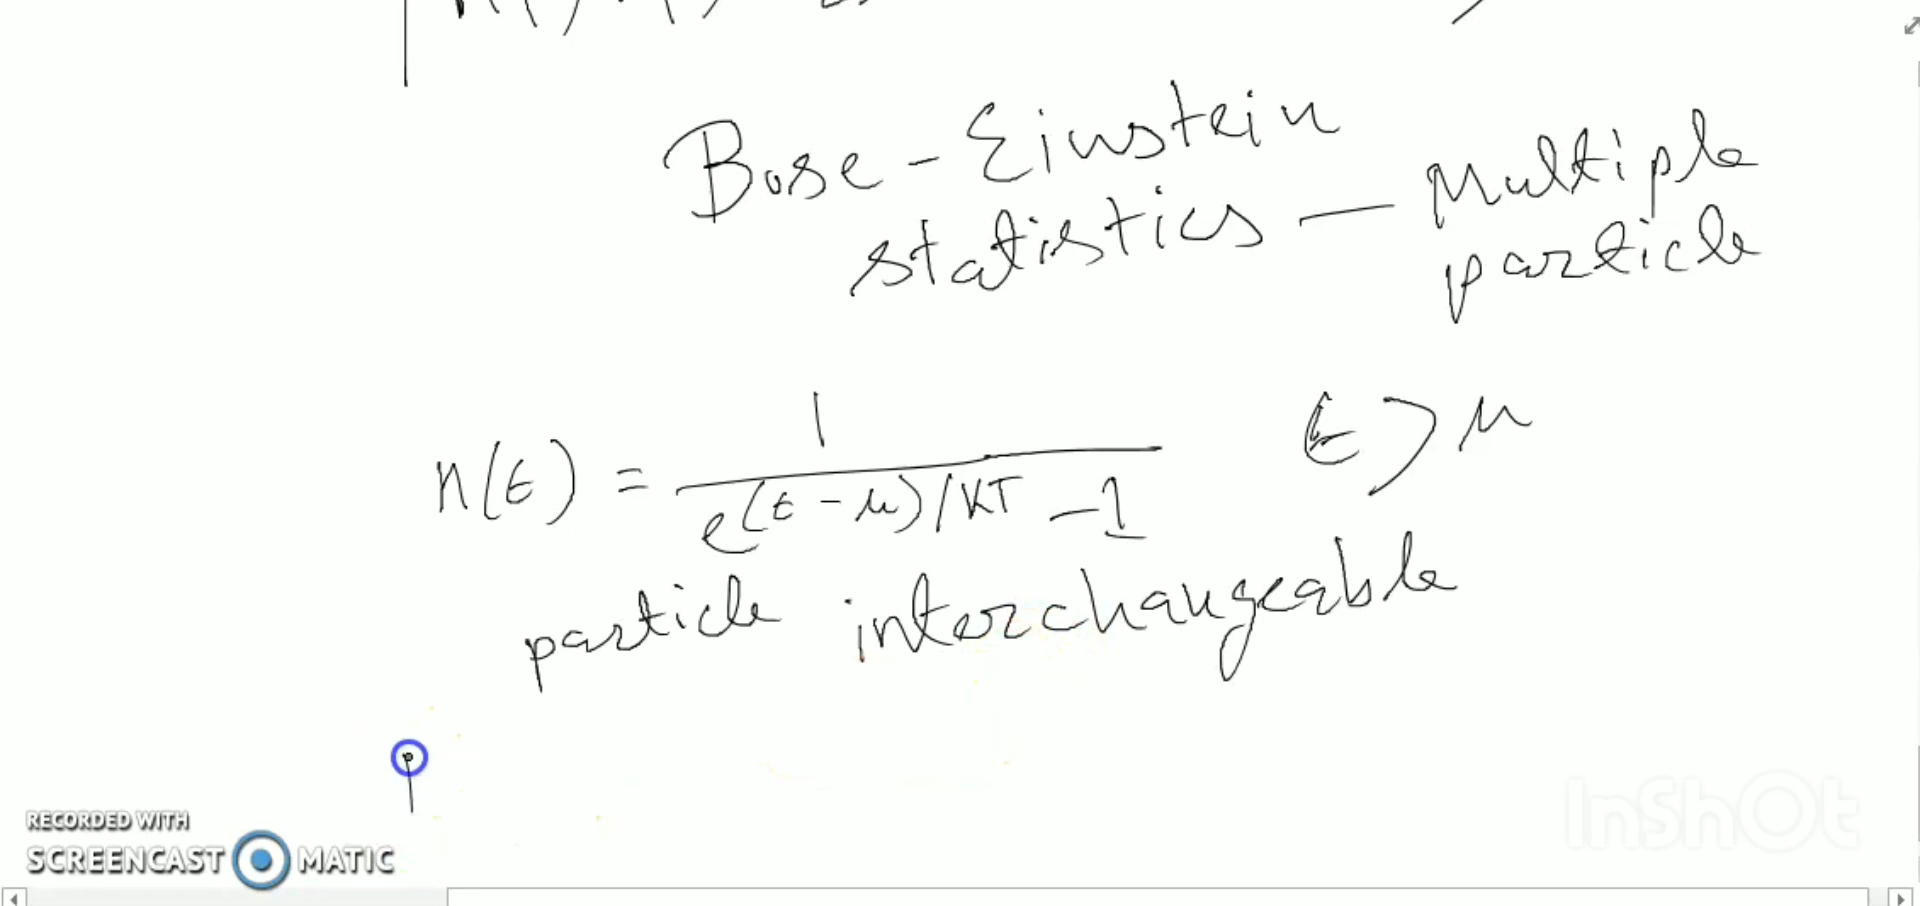 Bose - Einstein
statistics — Multiple
particle
n(ϵ) = 1 / e^(ϵ - μ)/KT - 1    ϵ > μ
particle interchangeable
RECORDED WITH
SCREENCAST MATIC
InShOt